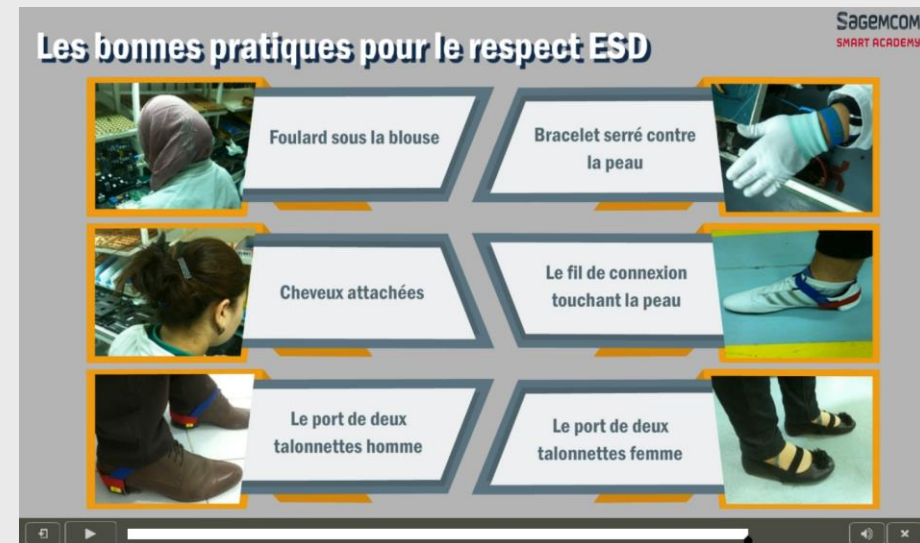 Les bonnes pratiques pour le respect ESD
SAGEMCOM
SMART ACADEMY
Foulard sous la blouse
Bracelet serré contre
la peau
Cheveux attachées
Le fil de connexion
touchant la peau
Le port de deux
talonnettes homme
Le port de deux
talonnettes femme